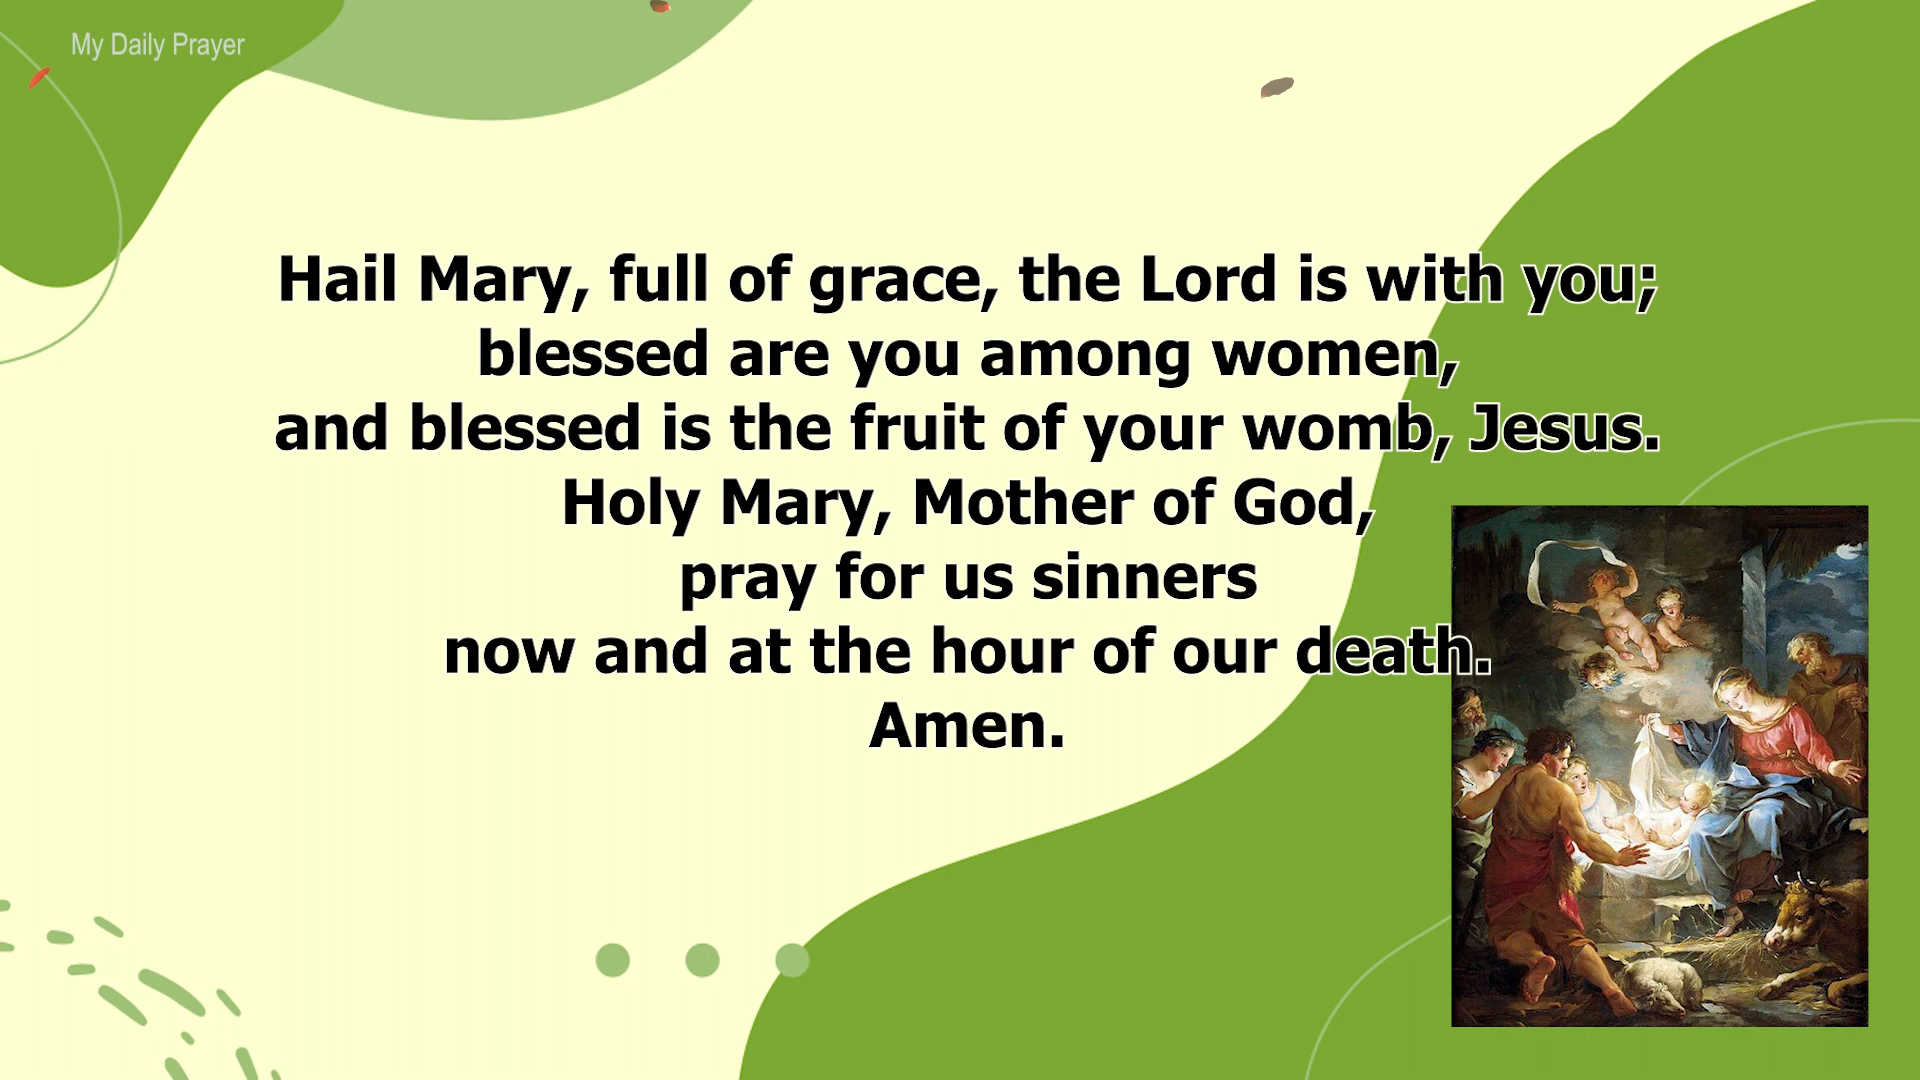 My Daily Prayer
Hail Mary, full of grace, the Lord is with you;
blessed are you among women,
and blessed is the fruit of your womb, Jesus.
Holy Mary, Mother of God,
pray for us sinners
now and at the hour of our death.
Amen.